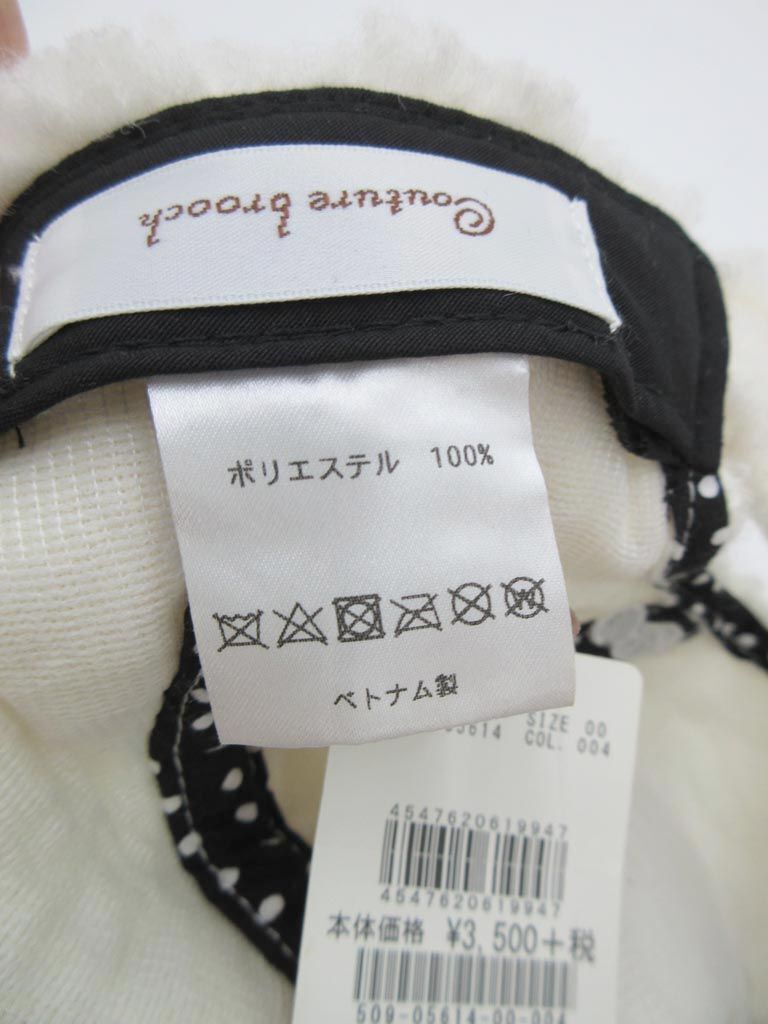 Couture brooch
ポリエステル 100%
ベトナム製
05614 SIZE 00
COL. 004
4547620619947
4547620619947
本体価格 ¥3,500+税
509-05614-00-004